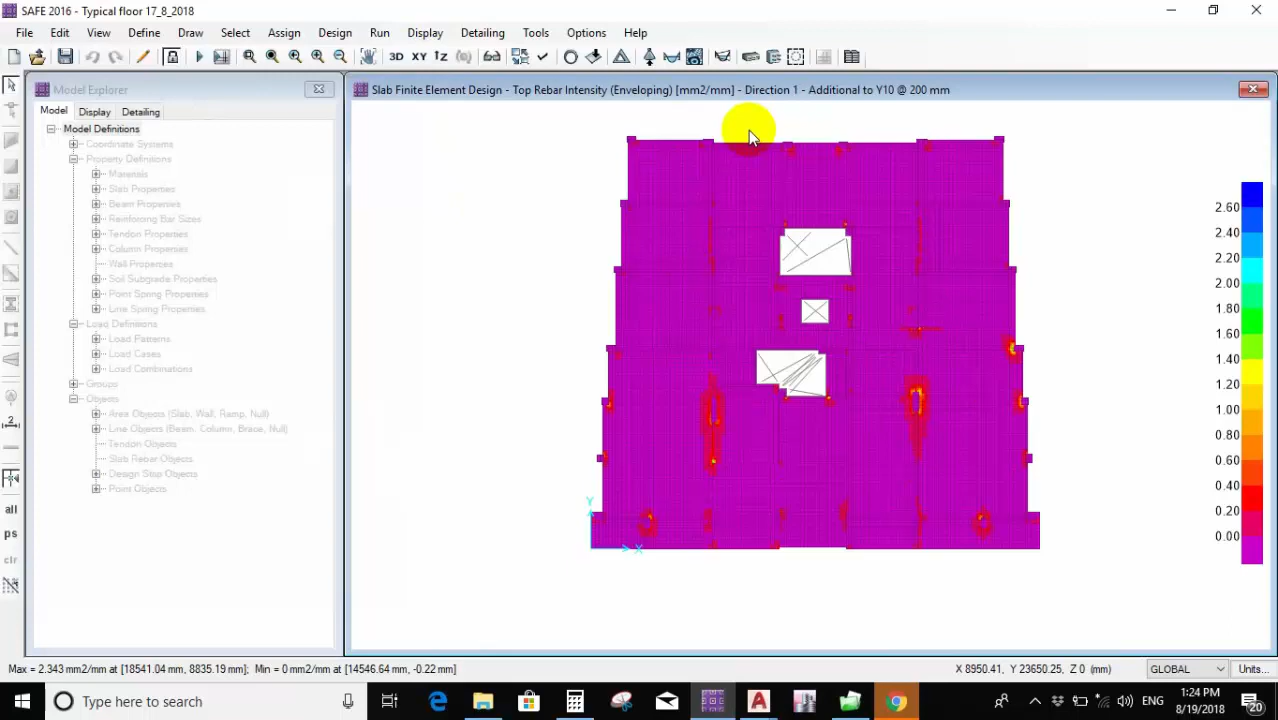 SAFE 2016 - Typical floor 17_8_2018
File Edit View Define Draw Select Assign Design Run Display Detailing Tools Options Help
3D XY
Model Explorer
Model Display Detailing
Model Definitions
Coordinate Systems
Property Definitions
Materials
Slab Properties
Beam Properties
Reinforcing Bar Sizes
Tendon Properties
Column Properties
Wall Properties
Soil Subgrade Properties
Point Spring Properties
Line Spring Properties
Load Definitions
Load Patterns
Load Cases
Load Combinations
Groups
Objects
Area Objects (Slab, Wall, Ramp, Null)
Line Objects (Beam, Column, Brace, Null)
Tendon Objects
Slab Rebar Objects
Design Strip Objects
Point Objects
all
ps
clr
Slab Finite Element Design - Top Rebar Intensity (Enveloping) [mm2/mm] - Direction 1 - Additional to Y10 @ 200 mm
2.60
2.40
2.20
2.00
1.80
1.60
1.40
1.20
1.00
0.80
0.60
0.40
0.20
0.00
Y
X
Max = 2.343 mm2/mm at [18541.04 mm, 8835.19 mm]; Min = 0 mm2/mm at [14546.64 mm, -0.22 mm]
X 8950.41, Y 23650.25, Z 0 (mm)
GLOBAL
Units...
Type here to search
ENG
1:24 PM
8/19/2018
20